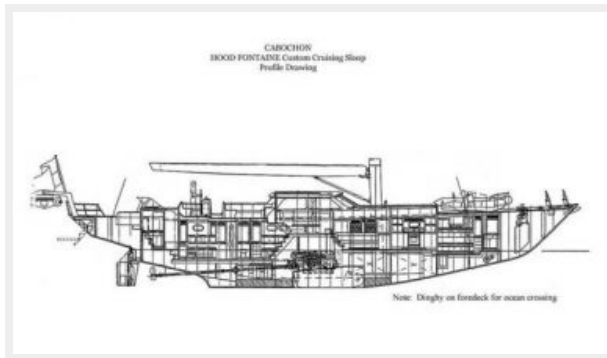 CABOCHON
HOOD FONTAINE Custom Cruising Sloop
Profile Drawing
Note: Dinghy on foredeck for ocean crossing